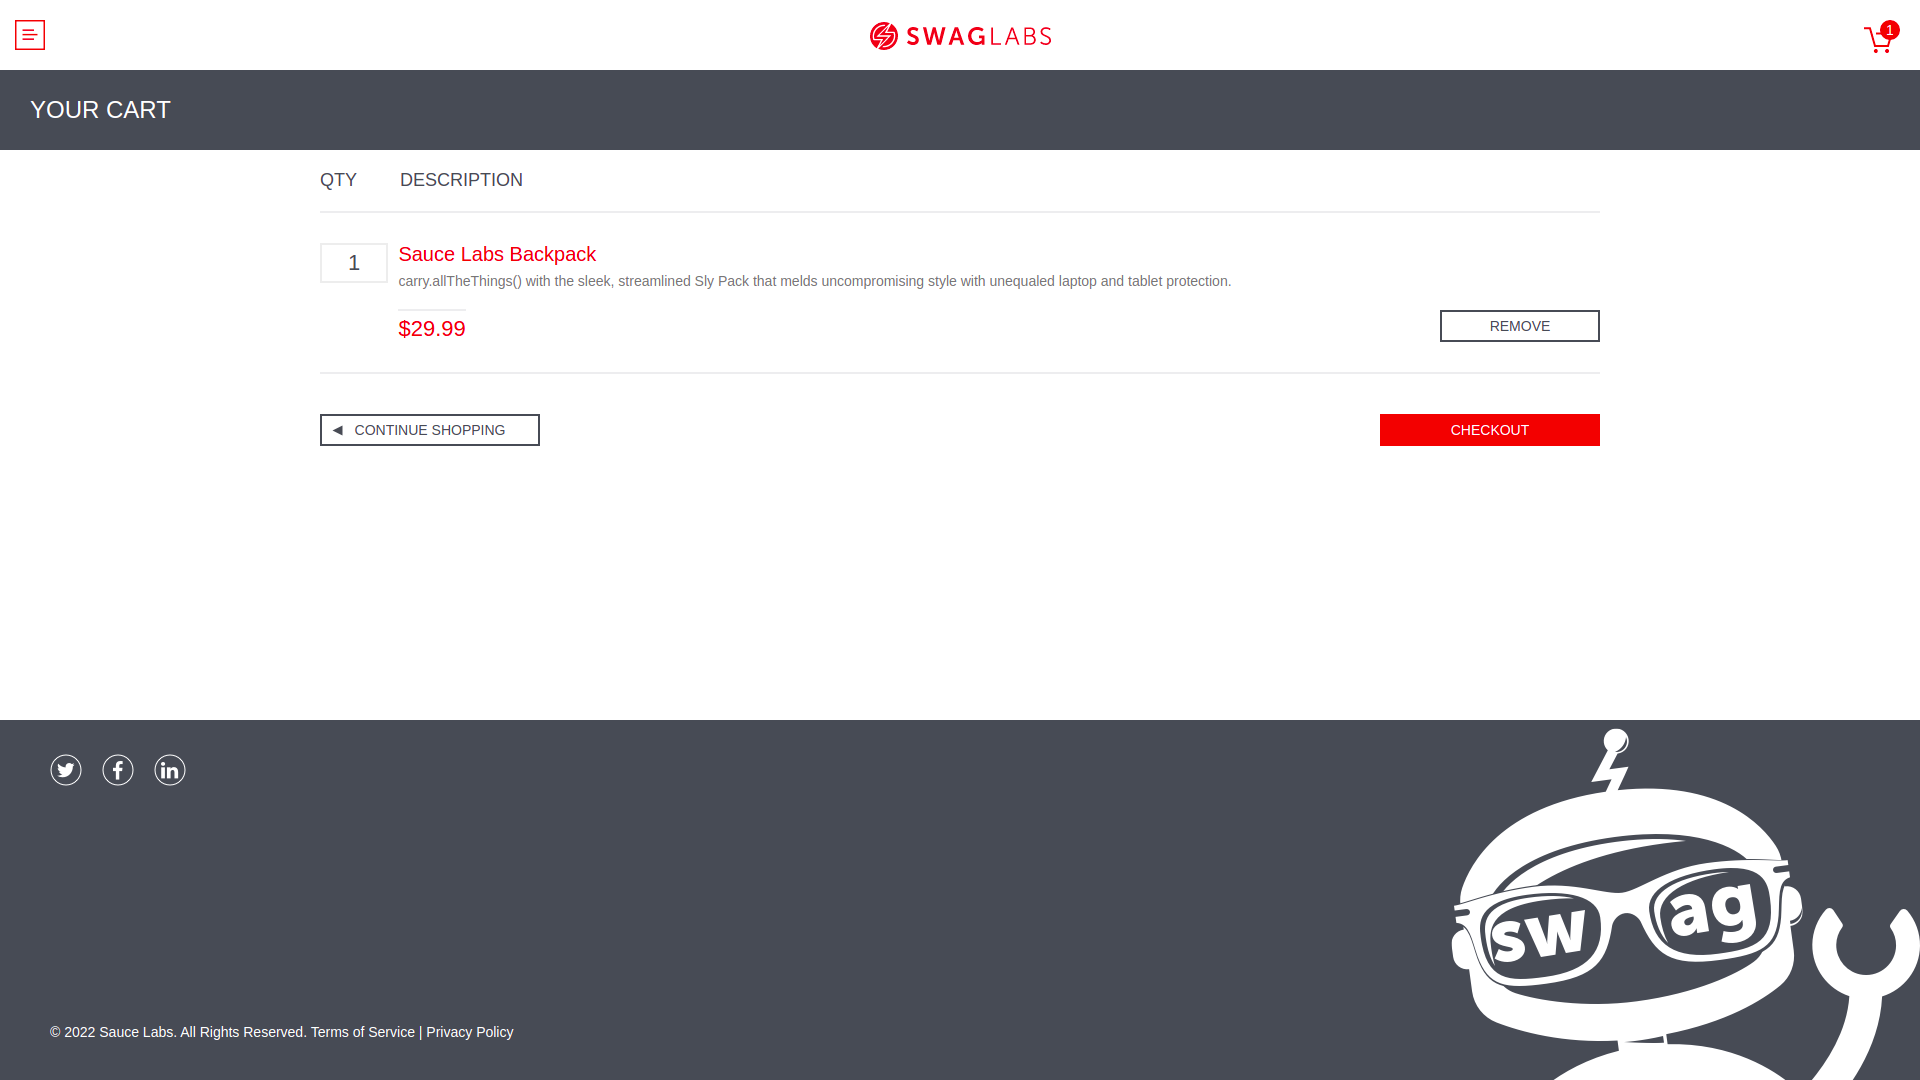 SWAGLABS
1
YOUR CART
QTY DESCRIPTION
1
Sauce Labs Backpack
carry.allTheThings() with the sleek, streamlined Sly Pack that melds uncompromising style with unequaled laptop and tablet protection.
$29.99
REMOVE
CONTINUE SHOPPING
CHECKOUT
swag
© 2022 Sauce Labs. All Rights Reserved. Terms of Service | Privacy Policy